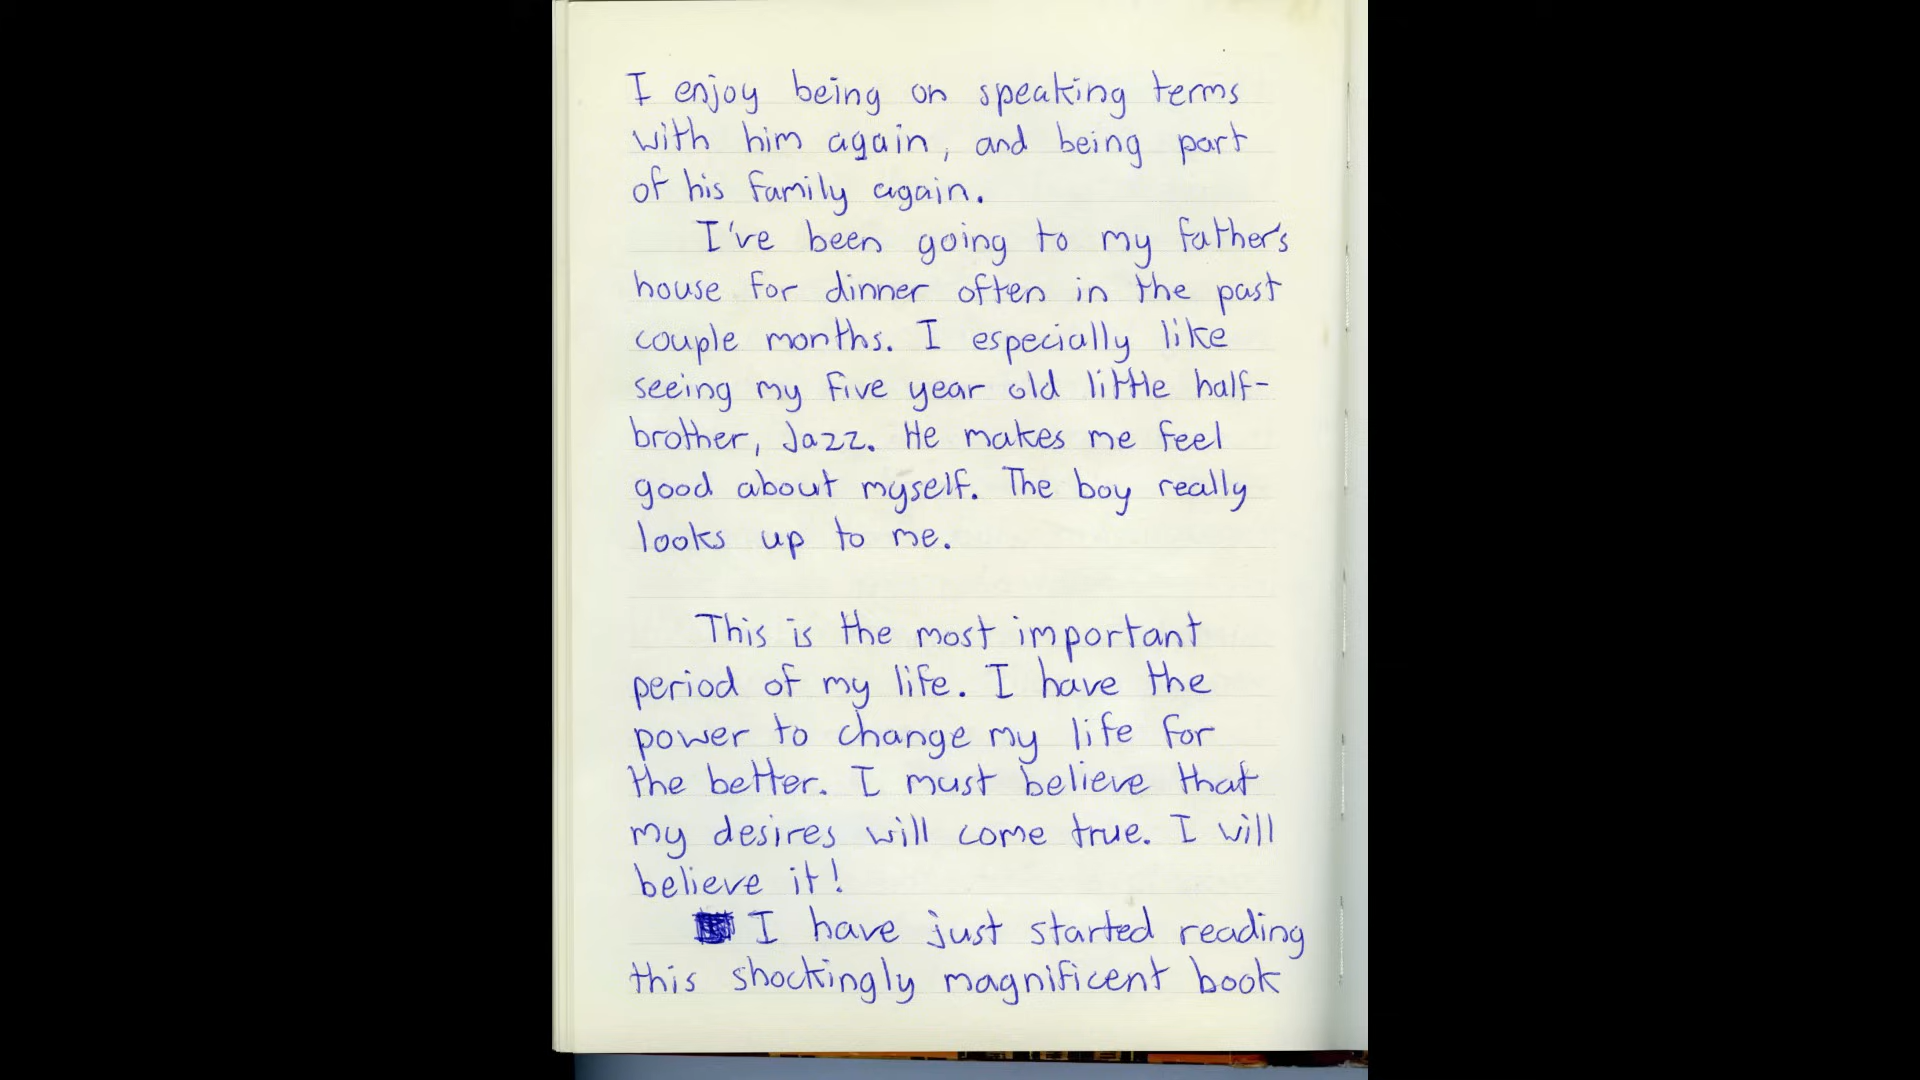 I enjoy being on speaking terms
with him again, and being part
of his family again.
I've been going to my father's
house for dinner often in the past
couple months. I especially like
seeing my five year old little half-
brother, Jazz. He makes me feel
good about myself. The boy really
looks up to me.
This is the most important
period of my life. I have the
power to change my life for
the better. I must believe that
my desires will come true. I will
believe it!
I have just started reading
this shockingly magnificent book